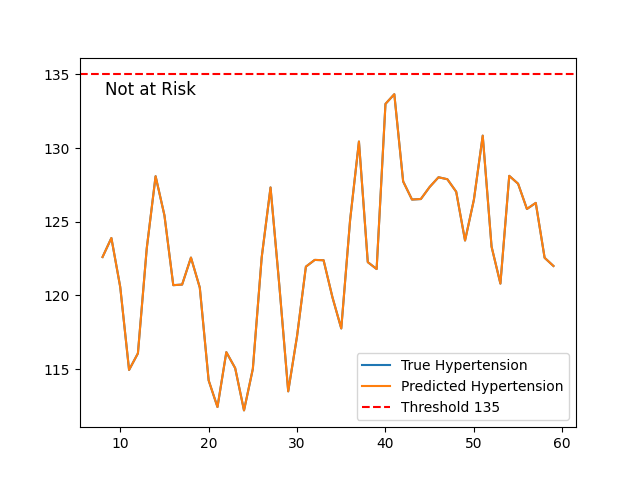 135
Not at Risk
130
125
120
115
True Hypertension
Predicted Hypertension
Threshold 135
10 20 30 40 50 60